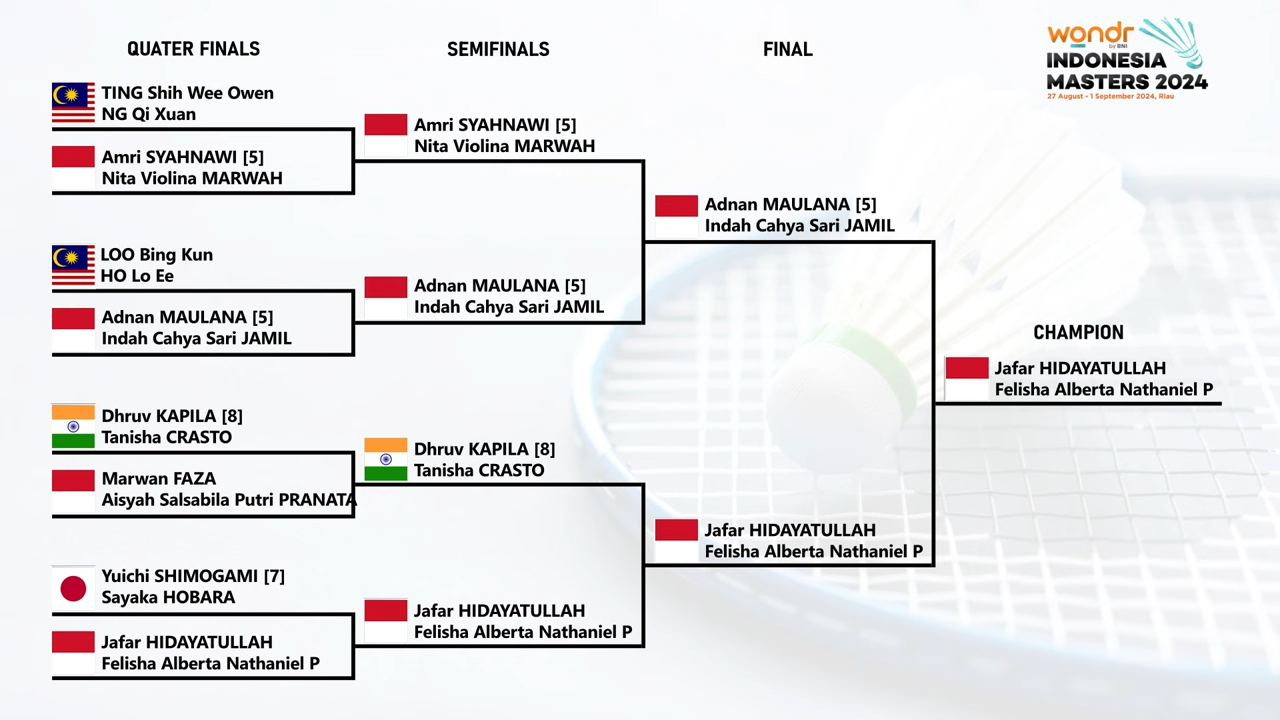 QUATER FINALS
SEMIFINALS
FINAL
wondr
by BNI
INDONESIA
MASTERS 2024
27 August - 1 September 2024, Riau
TING Shih Wee Owen
NG Qi Xuan
Amri SYAHNAWI [5]
Nita Violina MARWAH
LOO Bing Kun
HO Lo Ee
Adnan MAULANA [5]
Indah Cahya Sari JAMIL
Dhruv KAPILA [8]
Tanisha CRASTO
Marwan FAZA
Aisyah Salsabila Putri PRANATA
Yuichi SHIMOGAMI [7]
Sayaka HOBARA
Jafar HIDAYATULLAH
Felisha Alberta Nathaniel P
Amri SYAHNAWI [5]
Nita Violina MARWAH
Adnan MAULANA [5]
Indah Cahya Sari JAMIL
Dhruv KAPILA [8]
Tanisha CRASTO
Jafar HIDAYATULLAH
Felisha Alberta Nathaniel P
Adnan MAULANA [5]
Indah Cahya Sari JAMIL
Jafar HIDAYATULLAH
Felisha Alberta Nathaniel P
CHAMPION
Jafar HIDAYATULLAH
Felisha Alberta Nathaniel P